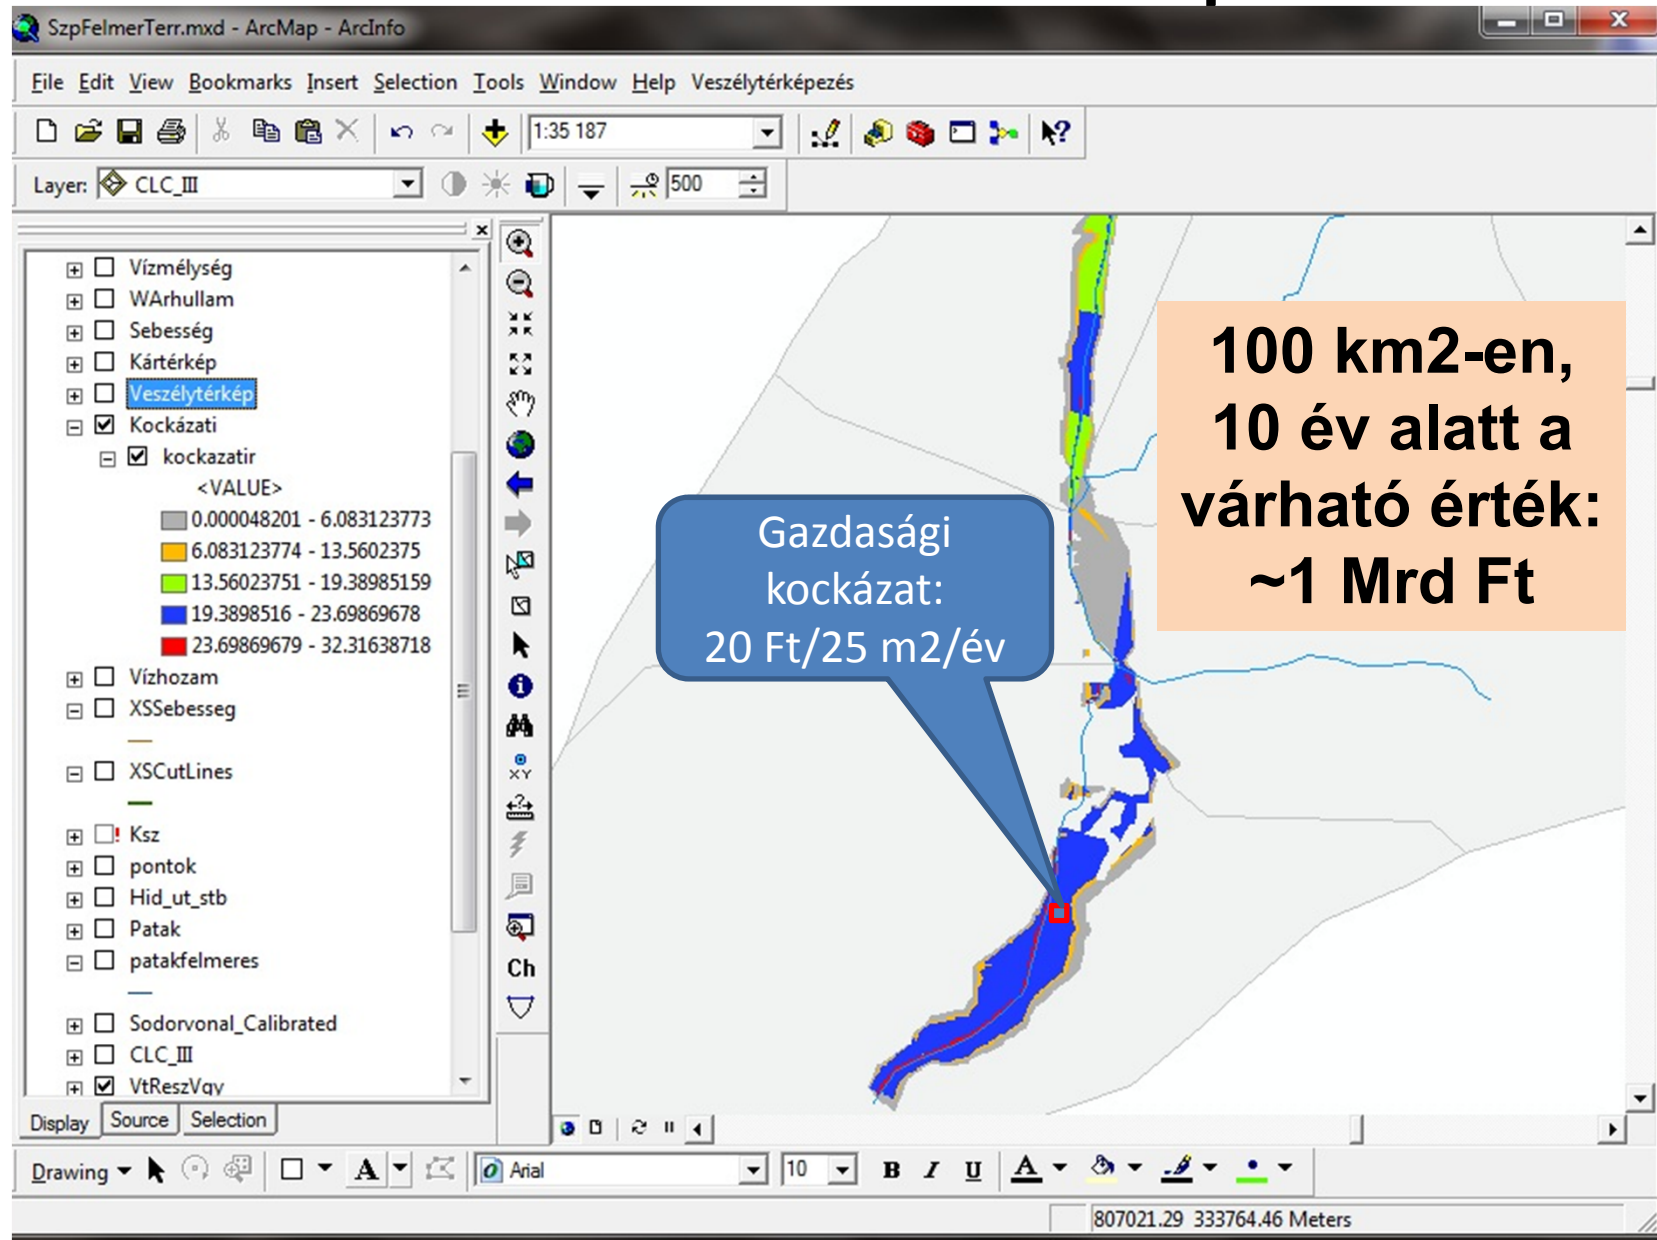 SzpFelmerTerr.mxd - ArcMap - ArcInfo
File Edit View Bookmarks Insert Selection Tools Window Help Veszélytérképezés
1:35 187
Layer: CLC_III
500
Vízmélység
WArhullam
Sebesség
Kártérkép
Veszélytérkép
Kockázati
kockazatir
<VALUE>
0.000048201 - 6.083123773
6.083123774 - 13.5602375
13.56023751 - 19.38985159
19.3898516 - 23.69869678
23.69869679 - 32.31638718
Vízhozam
XSSebesseg
XSCutLines
Ksz
pontok
Hid_ut_stb
Patak
patakfelmeres
Sodorvonal_Calibrated
CLC_III
VtReszVgy
Display Source Selection
XY
Ch
Gazdasági
kockázat:
20 Ft/25 m2/év
100 km2-en,
10 év alatt a
várható érték:
~1 Mrd Ft
Drawing A Arial 10 B I U A
807021.29 333764.46 Meters